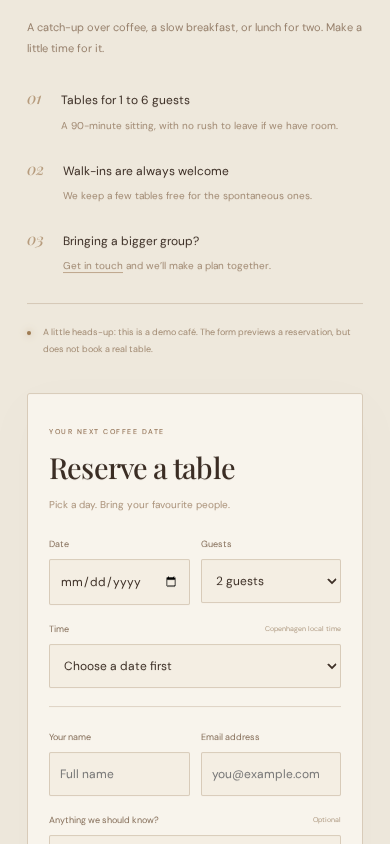 A catch-up over coffee, a slow breakfast, or lunch for two. Make a
little time for it.
01 Tables for 1 to 6 guests
A 90-minute sitting, with no rush to leave if we have room.
02 Walk-ins are always welcome
We keep a few tables free for the spontaneous ones.
03 Bringing a bigger group?
Get in touch and we’ll make a plan together.
A little heads-up: this is a demo café. The form previews a reservation, but
does not book a real table.
YOUR NEXT COFFEE DATE
Reserve a table
Pick a day. Bring your favourite people.
Date Guests
mm/dd/yyyy 2 guests
Time Copenhagen local time
Choose a date first
Your name Email address
Full name you@example.com
Anything we should know? Optional